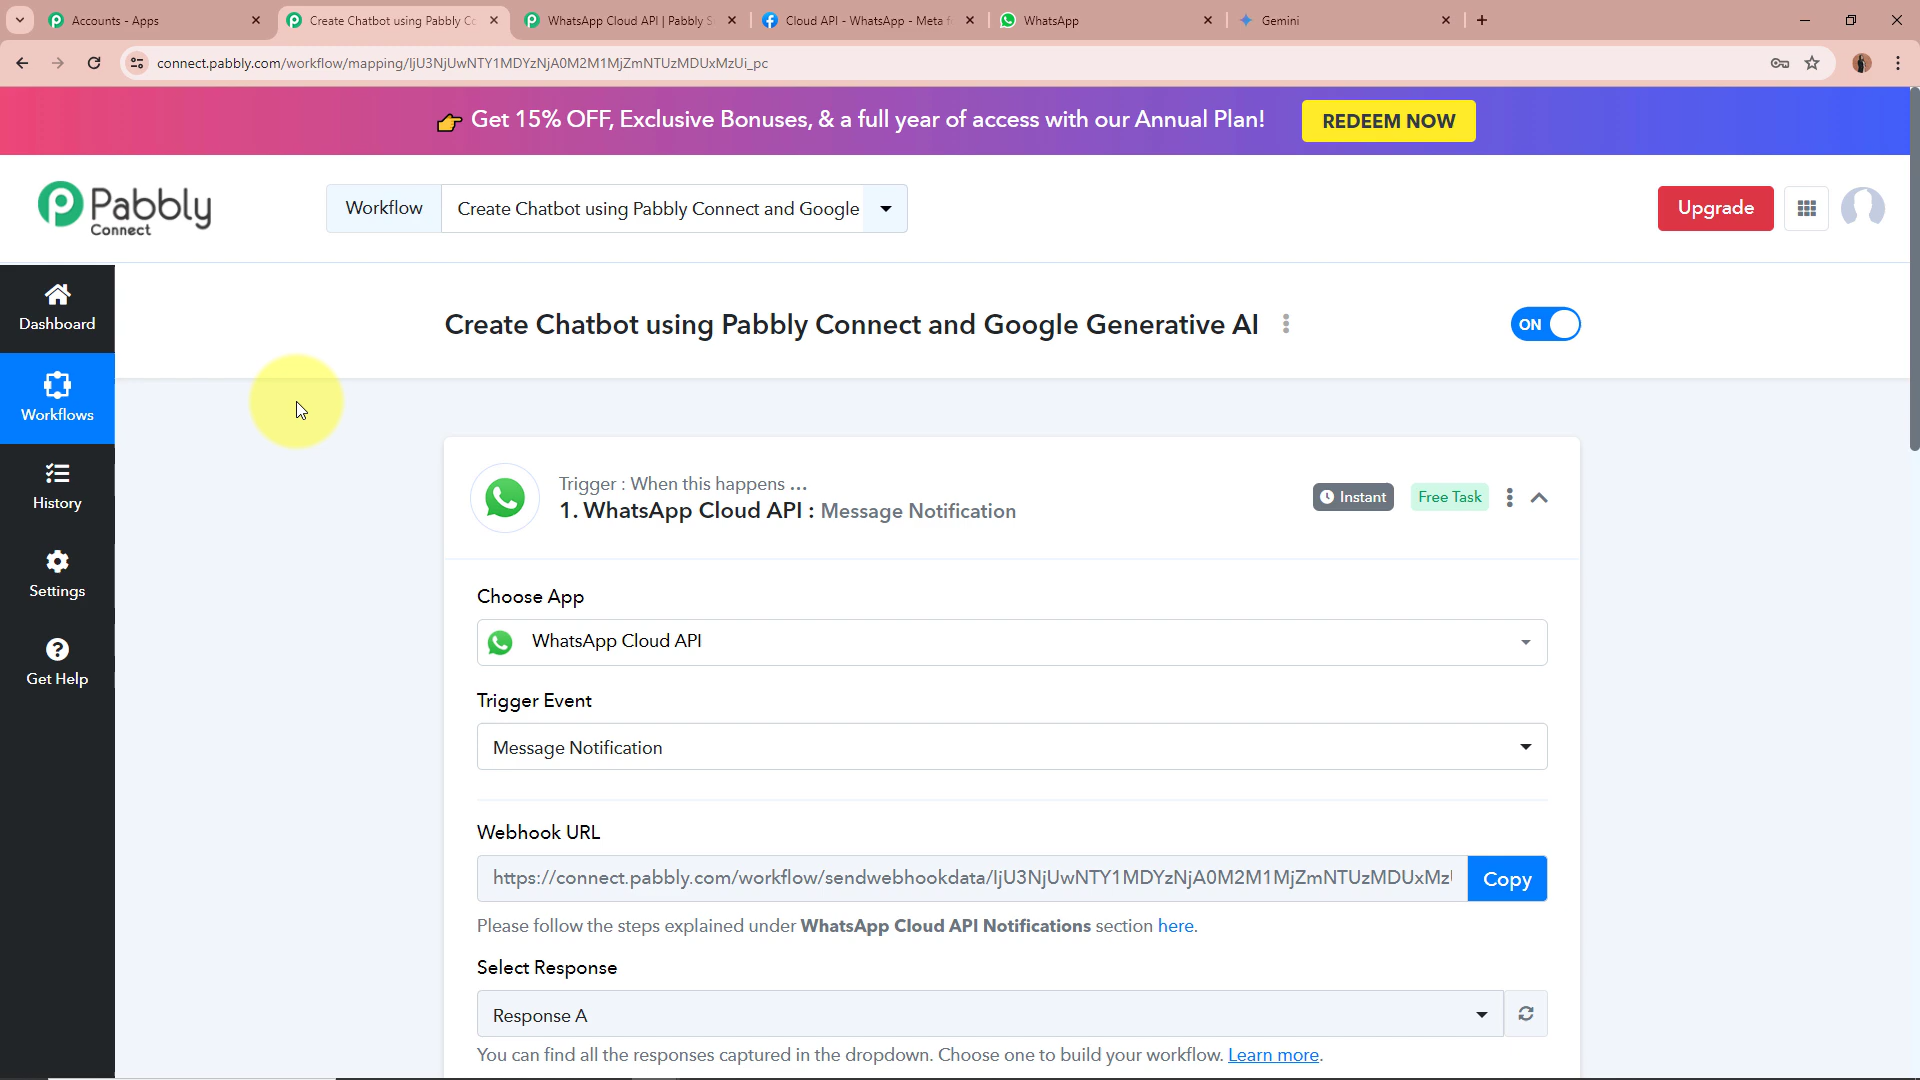 Accounts - Apps
Create Chatbot using Pabbly Co
WhatsApp Cloud API | Pabbly S
Cloud API - WhatsApp - Meta f
WhatsApp
Gemini
connect.pabbly.com/workflow/mapping/IjU3NjUwNTY1MDYzNjA0M2M1MjZmNTUzMDUxMzUi_pc
Get 15% OFF, Exclusive Bonuses, & a full year of access with our Annual Plan!
REDEEM NOW
Pabbly
Connect
Workflow
Create Chatbot using Pabbly Connect and Google
Upgrade
Dashboard
Workflows
History
Settings
Get Help
Create Chatbot using Pabbly Connect and Google Generative AI
ON
Trigger : When this happens ...
1. WhatsApp Cloud API : Message Notification
Instant
Free Task
Choose App
WhatsApp Cloud API
Trigger Event
Message Notification
Webhook URL
https://connect.pabbly.com/workflow/sendwebhookdata/IjU3NjUwNTY1MDYzNjA0M2M1MjZmNTUzMDUxMzU
Copy
Please follow the steps explained under WhatsApp Cloud API Notifications section here.
Select Response
Response A
You can find all the responses captured in the dropdown. Choose one to build your workflow. Learn more.